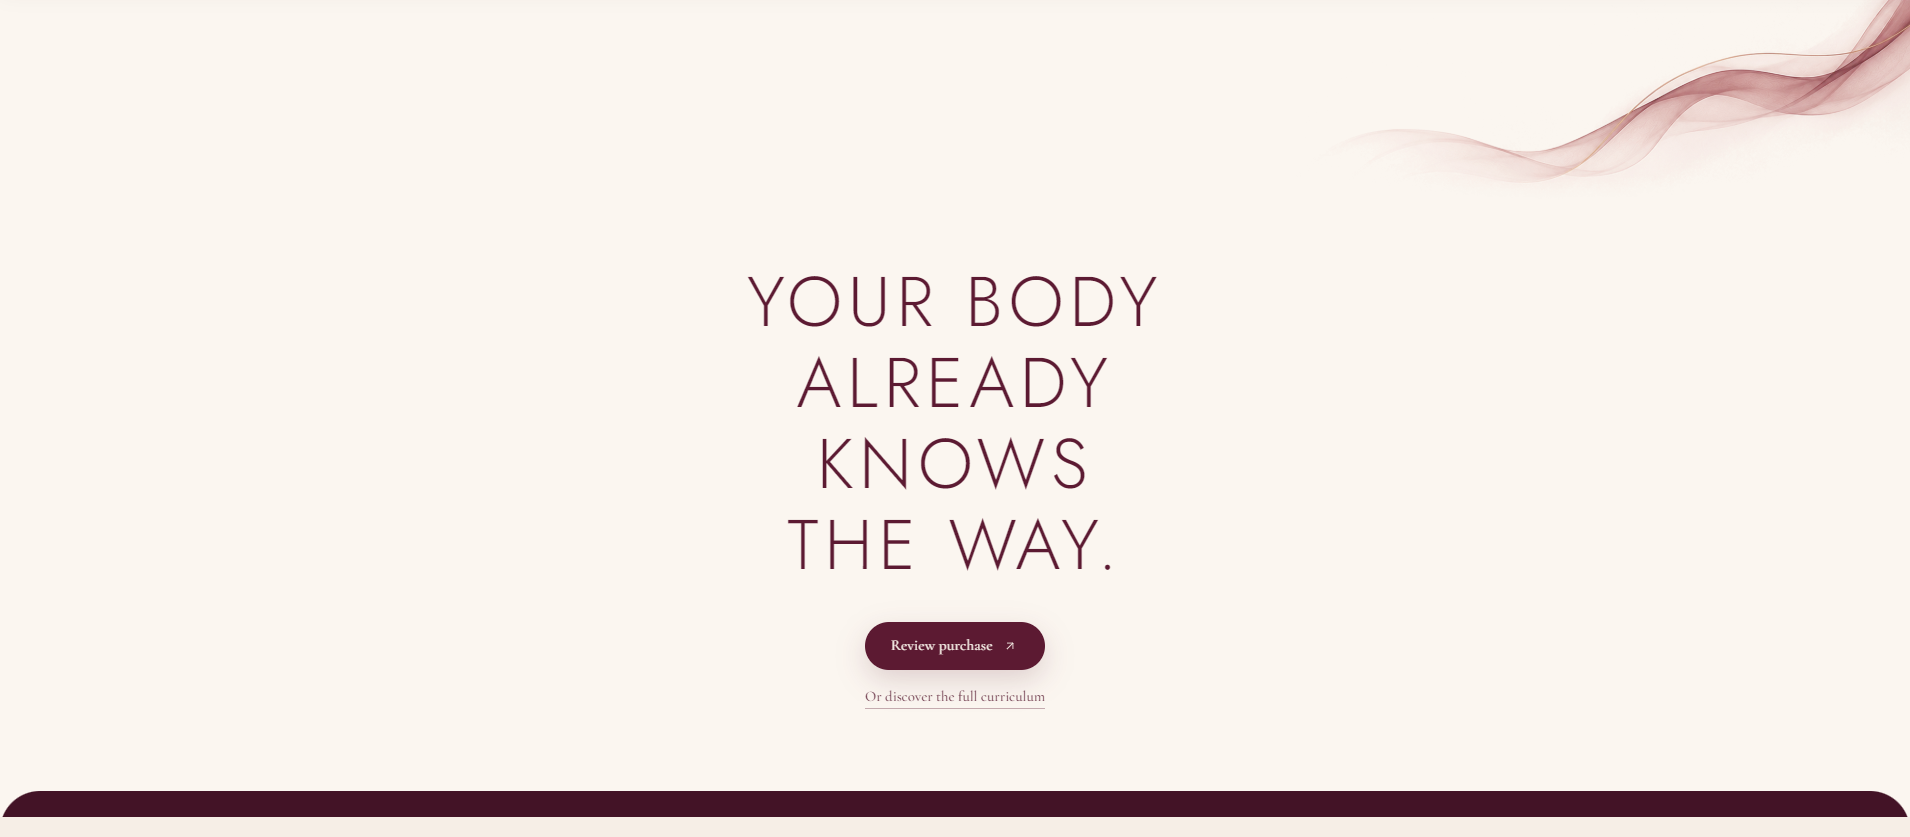 YOUR BODY
ALREADY
KNOWS
THE WAY.
Review purchase
Or discover the full curriculum